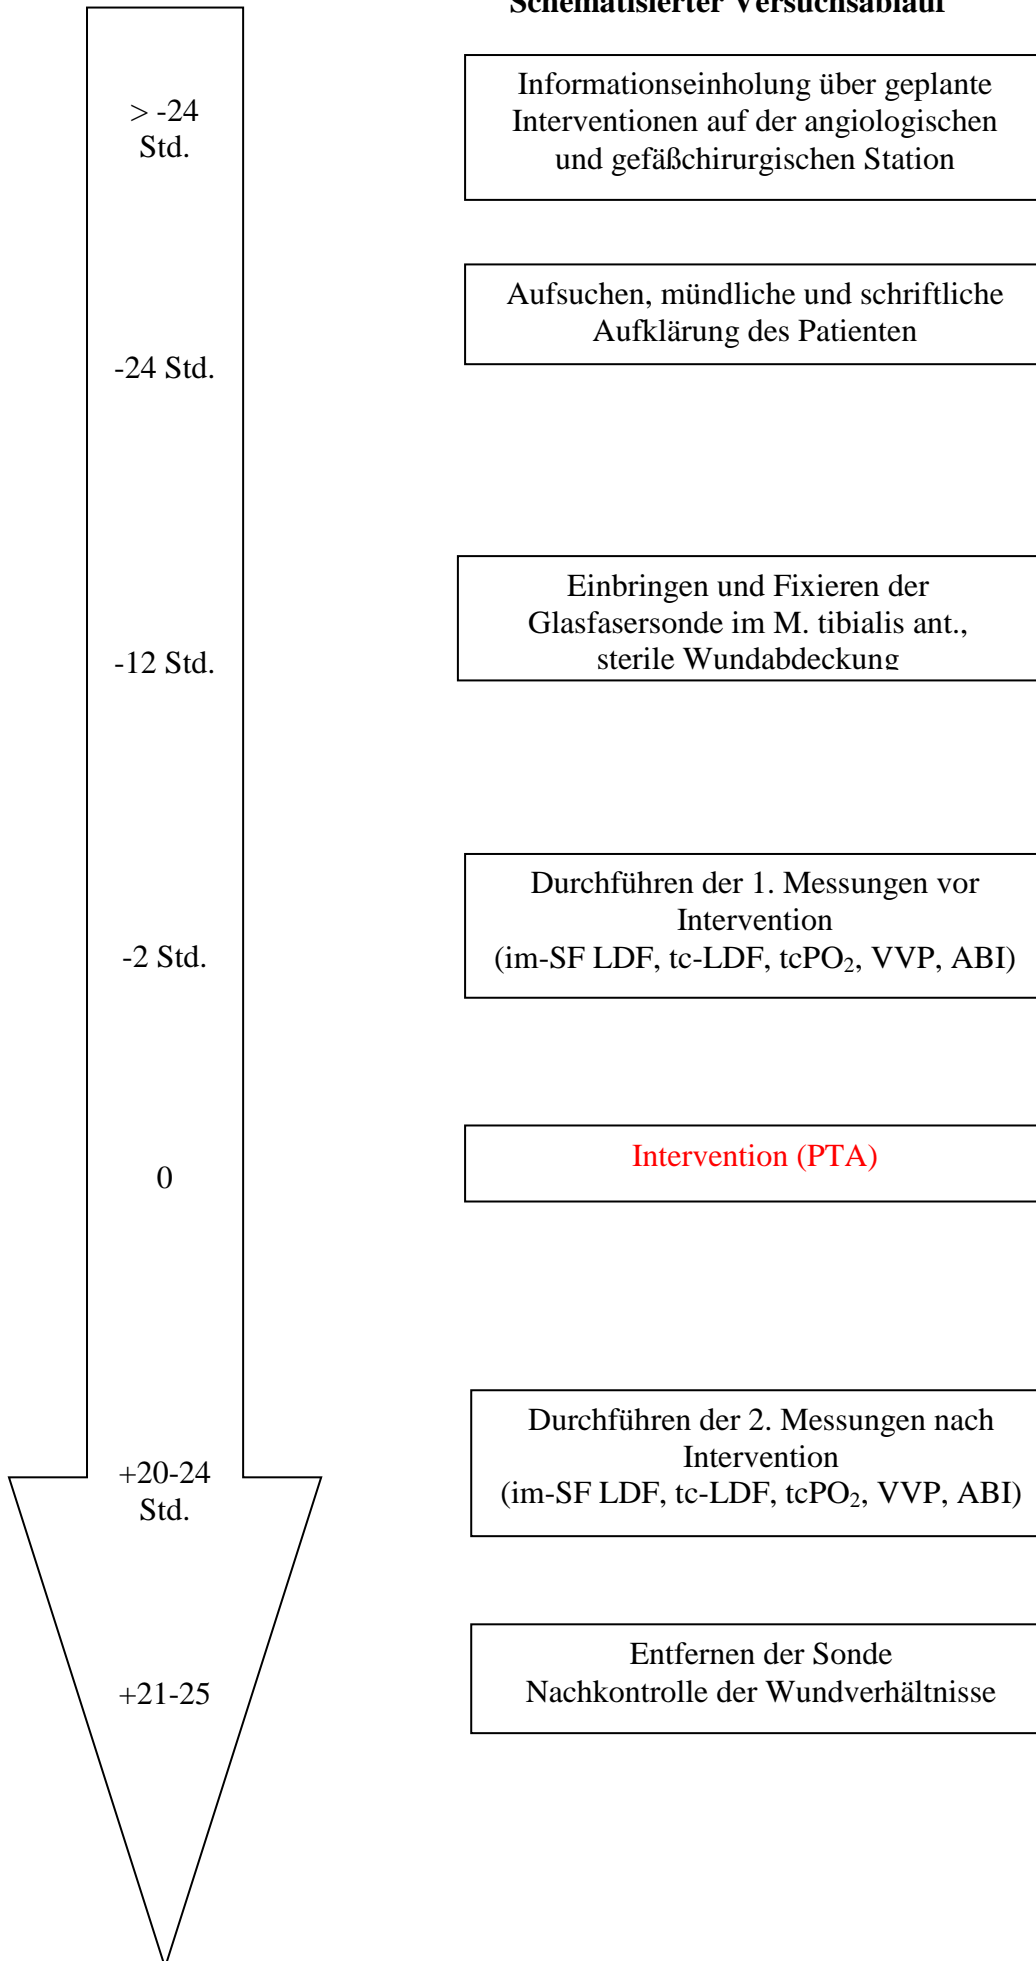 Schematisierter Versuchsablauf
> -24
Std.
Informationseinholung über geplante
Interventionen auf der angiologischen
und gefäßchirurgischen Station
-24 Std.
Aufsuchen, mündliche und schriftliche
Aufklärung des Patienten
-12 Std.
Einbringen und Fixieren der
Glasfasersonde im M. tibialis ant.,
sterile Wundabdeckung
-2 Std.
Durchführen der 1. Messungen vor
Intervention
(im-SF LDF, tc-LDF, tcPO₂, VVP, ABI)
0
Intervention (PTA)
+20-24
Std.
Durchführen der 2. Messungen nach
Intervention
(im-SF LDF, tc-LDF, tcPO₂, VVP, ABI)
+21-25
Entfernen der Sonde
Nachkontrolle der Wundverhältnisse